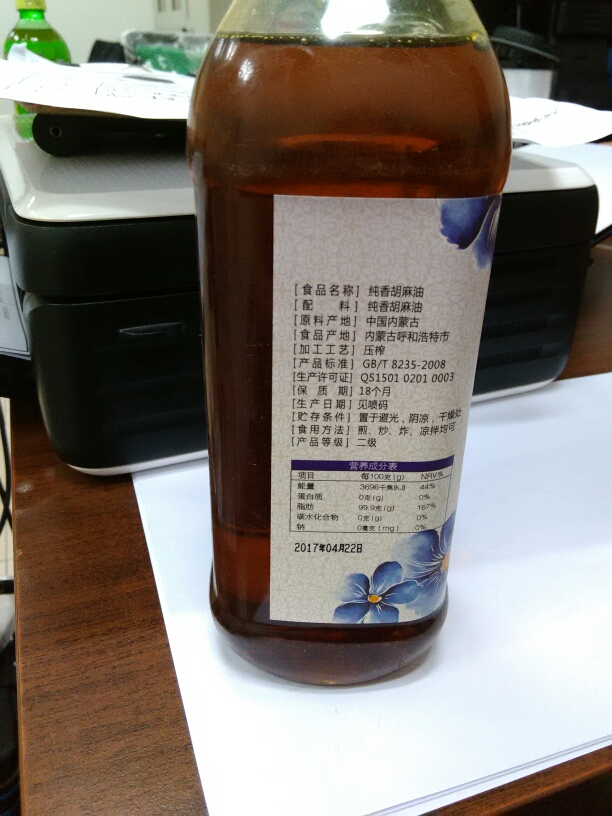 [食品名称] 纯香胡麻油
[配 料] 纯香胡麻油
[原料产地] 中国内蒙古
[食品产地] 内蒙古呼和浩特市
[加工工艺] 压榨
[产品标准] GB/T 8235-2008
[生产许可证] QS1501 0201 0003
[保 质 期] 18个月
[生产日期] 见喷码
[贮存条件] 置于避光，阴凉，干燥处
[食用方法] 煎、炒、炸、凉拌均可
[产品等级] 二级
营养成分表
项目 每100克(g) NRV%
能量 3696千焦(kJ) 44%
蛋白质 0克(g) 0%
脂肪 99.9克(g) 167%
碳水化合物 0克(g) 0%
钠 0毫克(mg) 0%
2017年04月22日